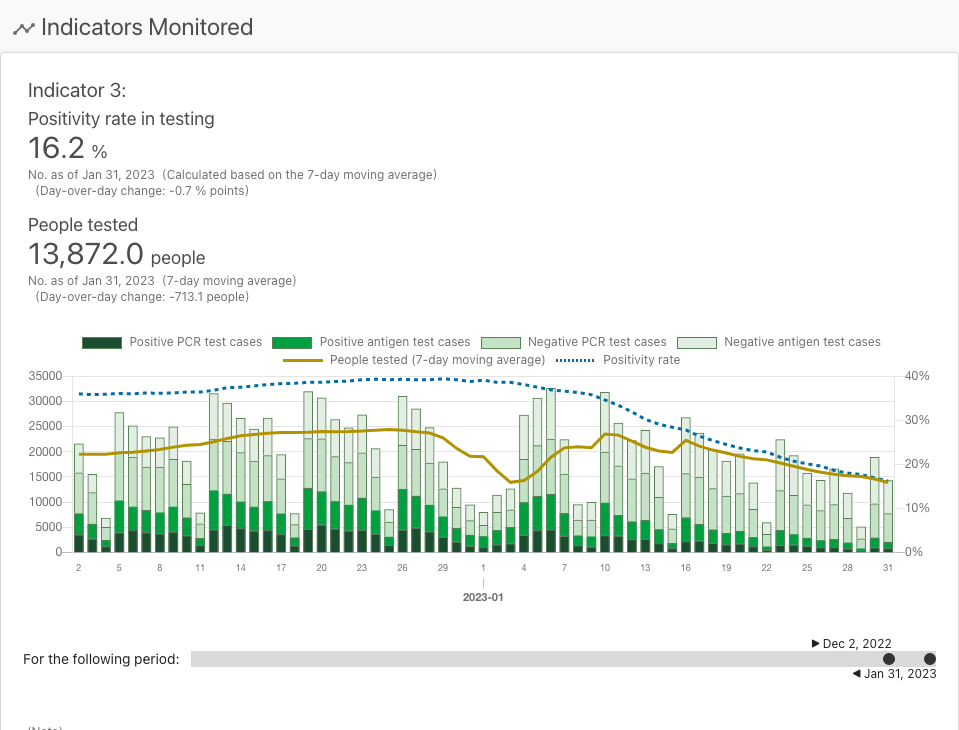 Indicators Monitored
Indicator 3:
Positivity rate in testing
16.2 %
No. as of Jan 31, 2023 (Calculated based on the 7-day moving average)
(Day-over-day change: -0.7 % points)
People tested
13,872.0 people
No. as of Jan 31, 2023 (7-day moving average)
(Day-over-day change: -713.1 people)
Positive PCR test cases Positive antigen test cases Negative PCR test cases Negative antigen test cases
People tested (7-day moving average) Positivity rate
35000 40%
30000
25000 30%
20000
20%
15000
10000 10%
5000
0 0%
2 5 8 11 14 17 20 23 26 29 1 4 7 10 13 16 19 22 25 28 31
2023-01
▶ Dec 2, 2022
For the following period:
◀ Jan 31, 2023